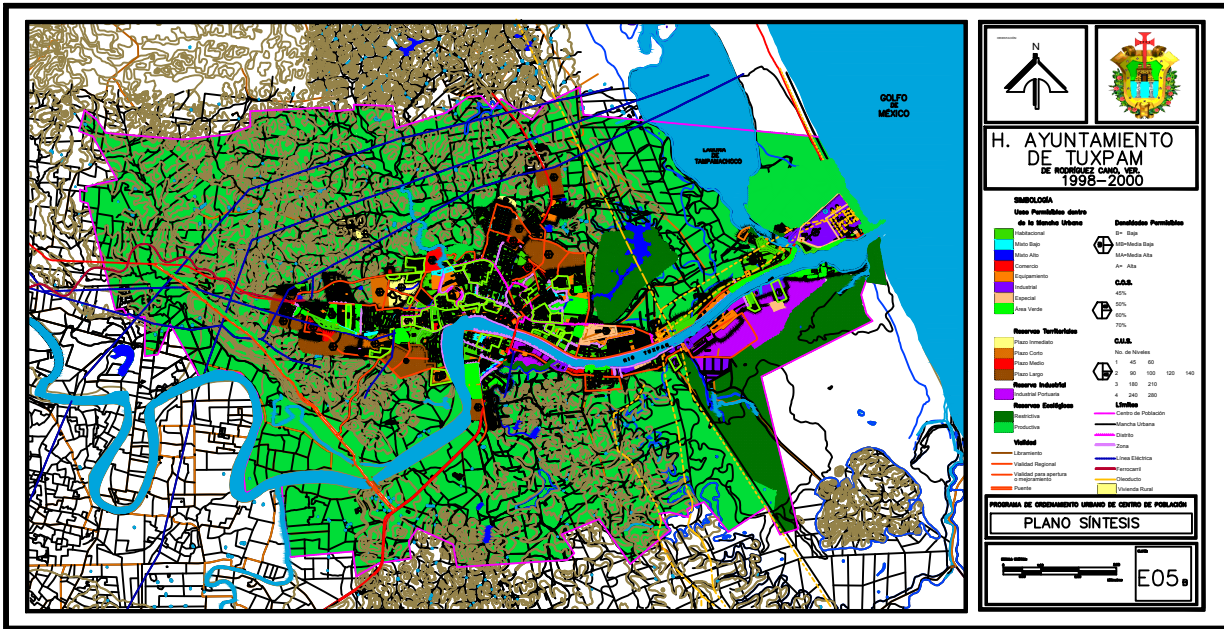 GOLFO
DE
MEXICO
LAGUNA
DE
TAMPAMACHOCO
RIO TUXPAN
N
H. AYUNTAMIENTO
DE TUXPAM
DE RODRÍGUEZ CANO, VER.
1998-2000
SIMBOLOGÍA
Usos Permisibles dentro
de la Mancha Urbana
Habitacional
Mixto Bajo
Mixto Alto
Comercio
Equipamiento
Industrial
Especial
Area Verde
Reservas Territoriales
Plazo Inmediato
Plazo Corto
Plazo Medio
Plazo Largo
Reserva Industrial
Industrial Portuaria
Reservas Ecológicas
Restrictiva
Productiva
Vialidad
Libramiento
Vialidad Regional
Vialidad para apertura
o mejoramiento
Puente
Densidades Permisibles
B= Baja
MB=Media Baja
MA=Media Alta
A= Alta
C.O.S.
45%
50%
60%
70%
C.U.S.
No. de Niveles
1 45 60
2 90 100 120 140
3 180 210
4 240 280
Límites
Centro de Población
Mancha Urbana
Distrito
Zona
Línea Eléctrica
Ferrocarril
Oleoducto
Vivienda Rural
PROGRAMA DE ORDENAMIENTO URBANO DE CENTRO DE POBLACIÓN
PLANO SÍNTESIS
E05 B